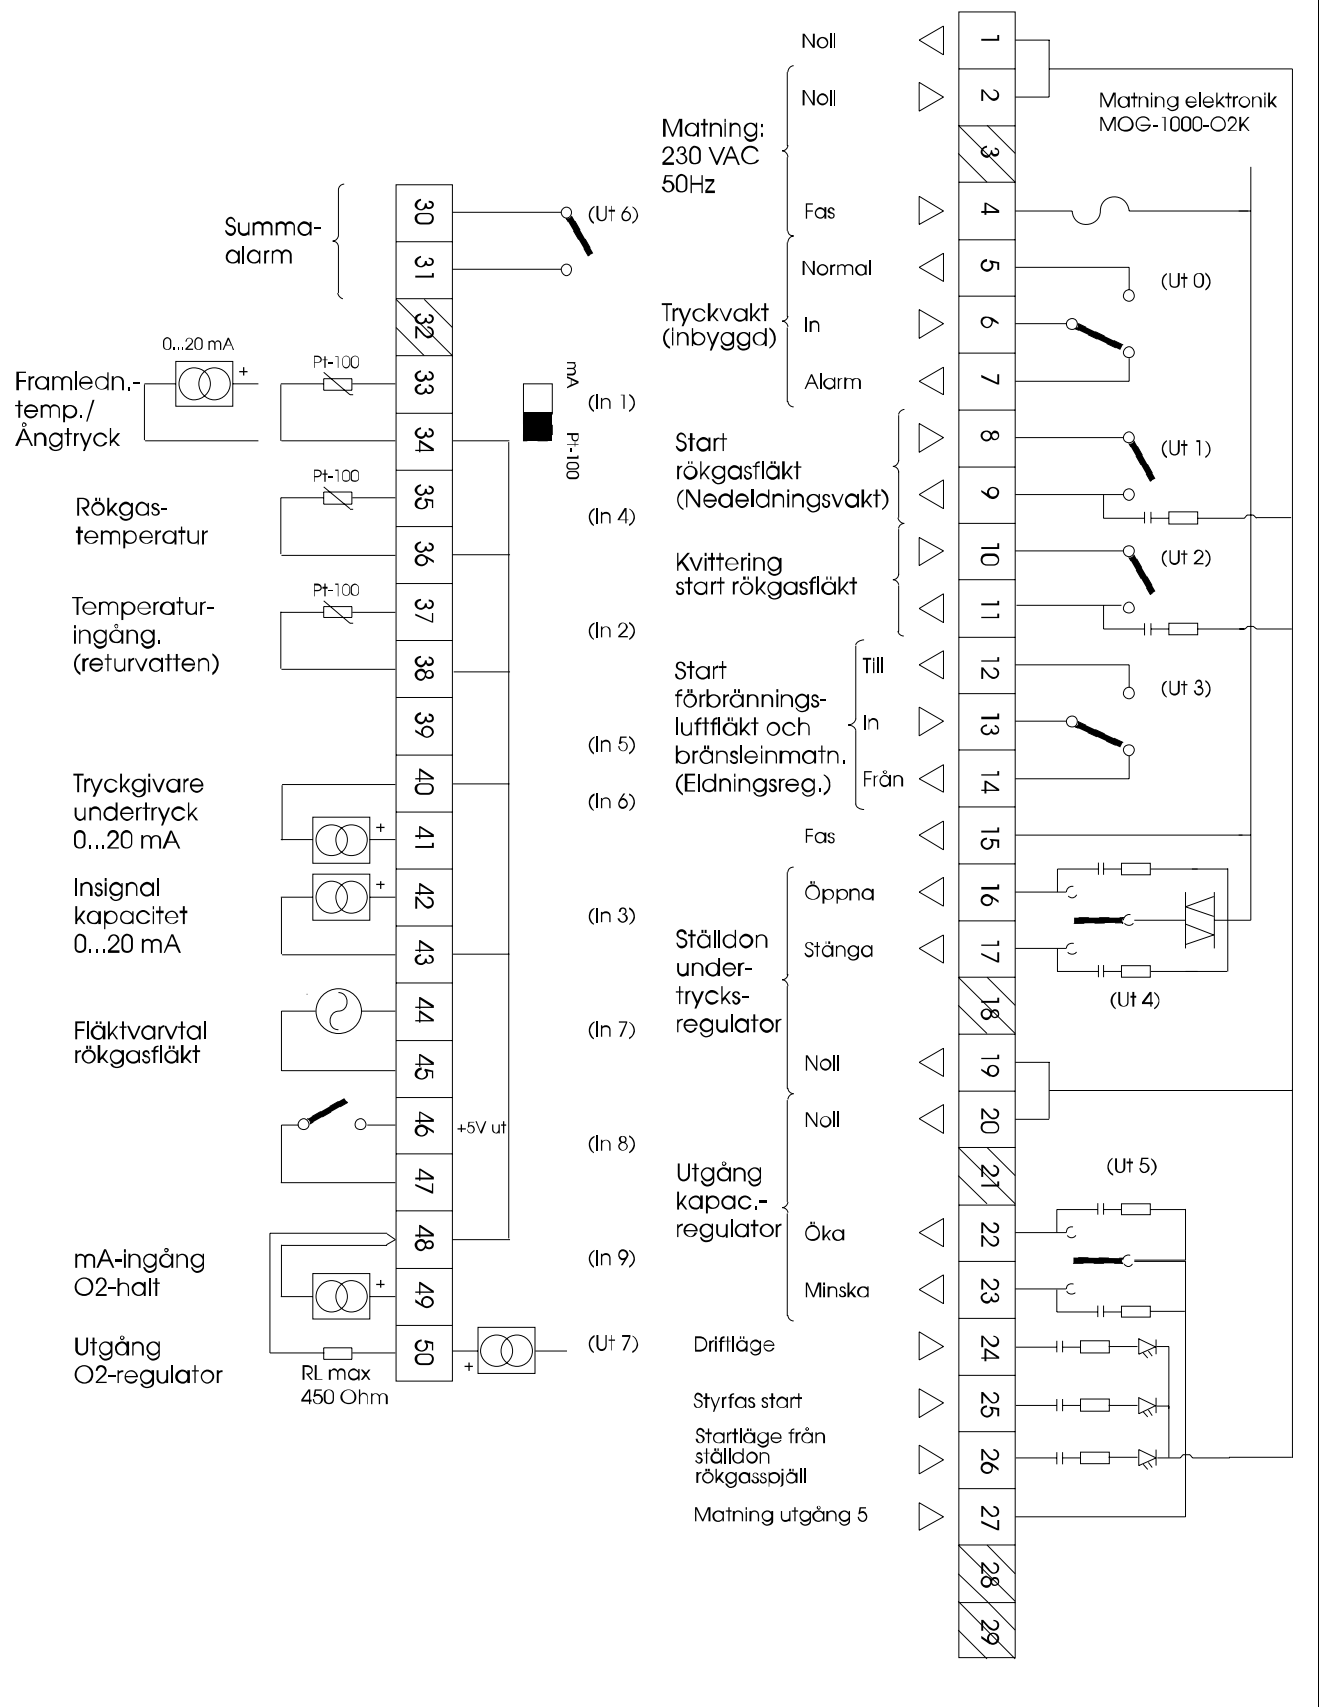 Summa-
alarm
30
(Ut 6)
31
32
0...20 mA
+
Framledn.-
temp./
Ångtryck
Pt-100
33
34
mA
Pt-100
(In 1)
Rökgas-
temperatur
Pt-100
35
36
(In 4)
Temperatur-
ingång.
(returvatten)
Pt-100
37
38
(In 2)
39
(In 5)
Tryckgivare
undertryck
0...20 mA
40
+
41
(In 6)
Insignal
kapacitet
0...20 mA
+
42
43
(In 3)
Fläktvarvtal
rökgasfläkt
44
45
(In 7)
46
+5V ut
47
(In 8)
mA-ingång
O2-halt
48
+
49
(In 9)
Utgång
O2-regulator
RL max
450 Ohm
50
+
(Ut 7)
Noll
1
Matning:
230 VAC
50Hz
Noll
2
Matning elektronik
MOG-1000-O2K
3
Fas
4
Tryckvakt
(inbyggd)
Normal
5
(Ut 0)
In
6
Alarm
7
Start
rökgasfläkt
(Nedeldningsvakt)
8
(Ut 1)
9
Kvittering
start rökgasfläkt
10
(Ut 2)
11
Start
förbrännings-
luftfläkt och
bränsleinmatn.
(Eldningsreg.)
Till
12
(Ut 3)
In
13
Från
14
Fas
15
Ställdon
under-
trycks-
regulator
Öppna
16
Stänga
17
(Ut 4)
18
Noll
19
Utgång
kapac.-
regulator
Noll
20
21
(Ut 5)
Öka
22
Minska
23
Driftläge
24
Styrfas start
25
Startläge från
ställdon
rökgasspjäll
26
Matning utgång 5
27
28
29